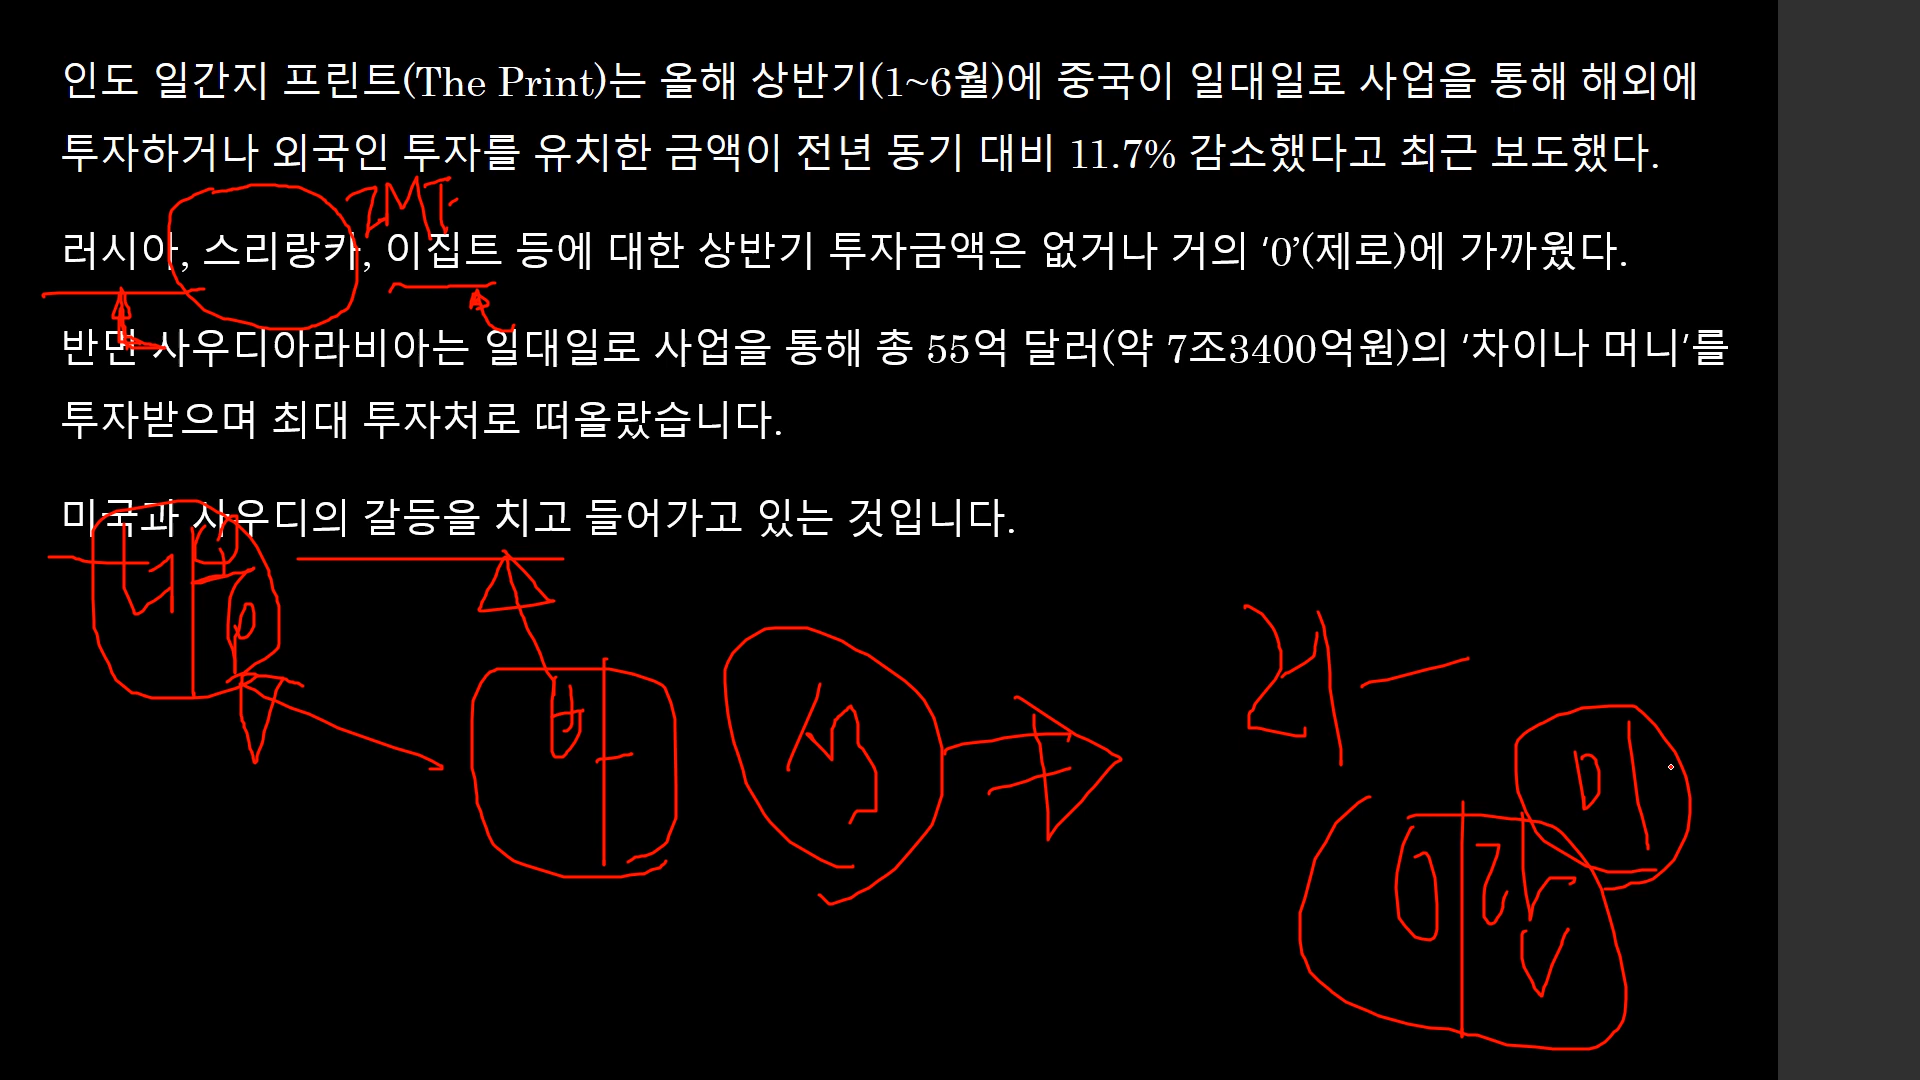 인도 일간지 프린트(The Print)는 올해 상반기(1~6월)에 중국이 일대일로 사업을 통해 해외에
투자하거나 외국인 투자를 유치한 금액이 전년 동기 대비 11.7% 감소했다고 최근 보도했다.
IMF
러시아, 스리랑카, 이집트 등에 대한 상반기 투자금액은 없거나 거의 ‘0’(제로)에 가까웠다.
반면 사우디아라비아는 일대일로 사업을 통해 총 55억 달러(약 7조3400억원)의 ‘차이나 머니’를
투자받으며 최대 투자처로 떠올랐습니다.
미국과 사우디의 갈등을 치고 들어가고 있는 것입니다.